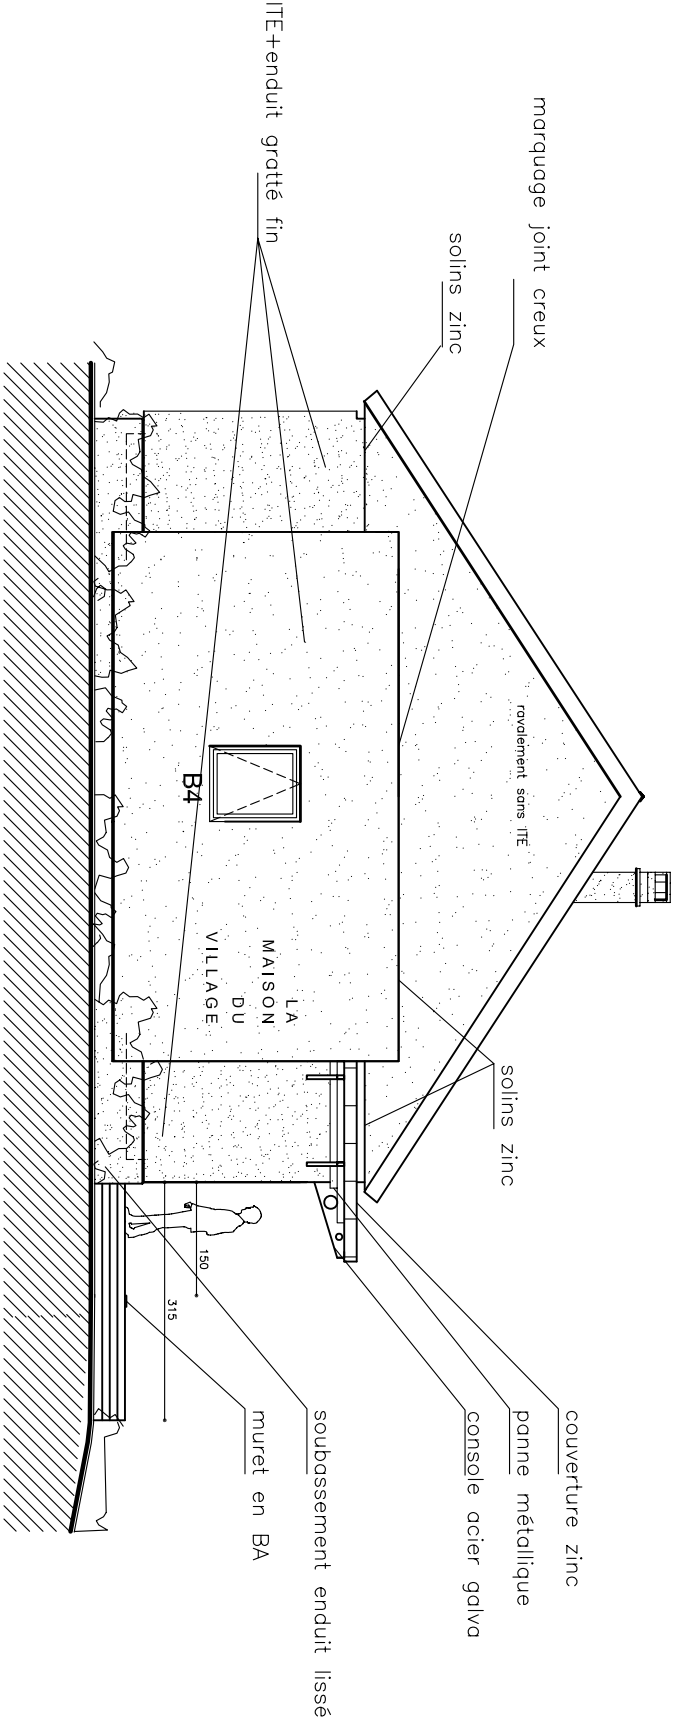 ITE+enduit gratté fin
marquage joint creux
solins zinc
ravalement sans ITE
B4
LA
MAISON
DU
VILLAGE
solins zinc
150
315
couverture zinc
panne métallique
console acier galva
soubassement enduit lissé
muret en BA